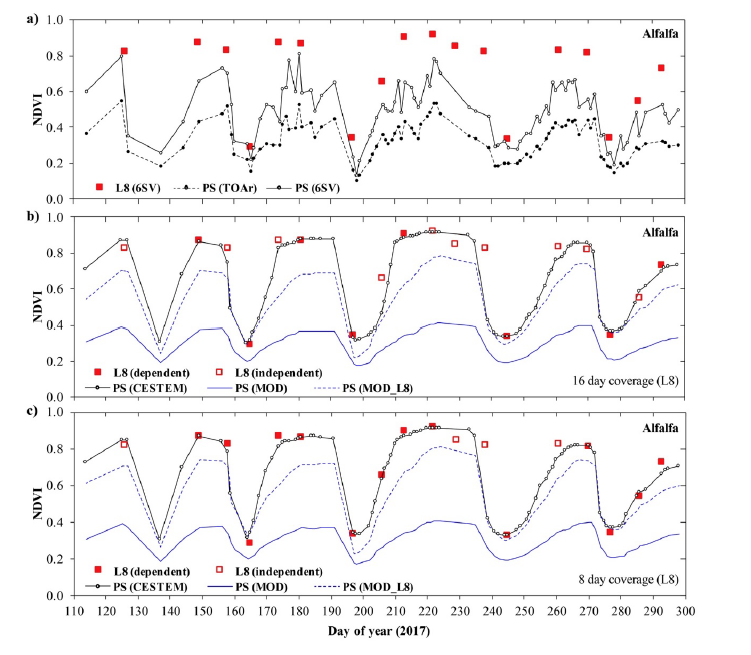 a)
1.0
Alfalfa
0.8
0.6
NDVI
0.4
0.2
L8 (6SV) PS (TOAr) PS (6SV)
0.0
b)
1.0
Alfalfa
0.8
0.6
NDVI
0.4
0.2
L8 (dependent) L8 (independent)
PS (CESTEM) PS (MOD) PS (MOD_L8)
16 day coverage (L8)
0.0
c)
1.0
Alfalfa
0.8
0.6
NDVI
0.4
0.2
L8 (dependent) L8 (independent)
PS (CESTEM) PS (MOD) PS (MOD_L8)
8 day coverage (L8)
0.0
110 120 130 140 150 160 170 180 190 200 210 220 230 240 250 260 270 280 290 300
Day of year (2017)